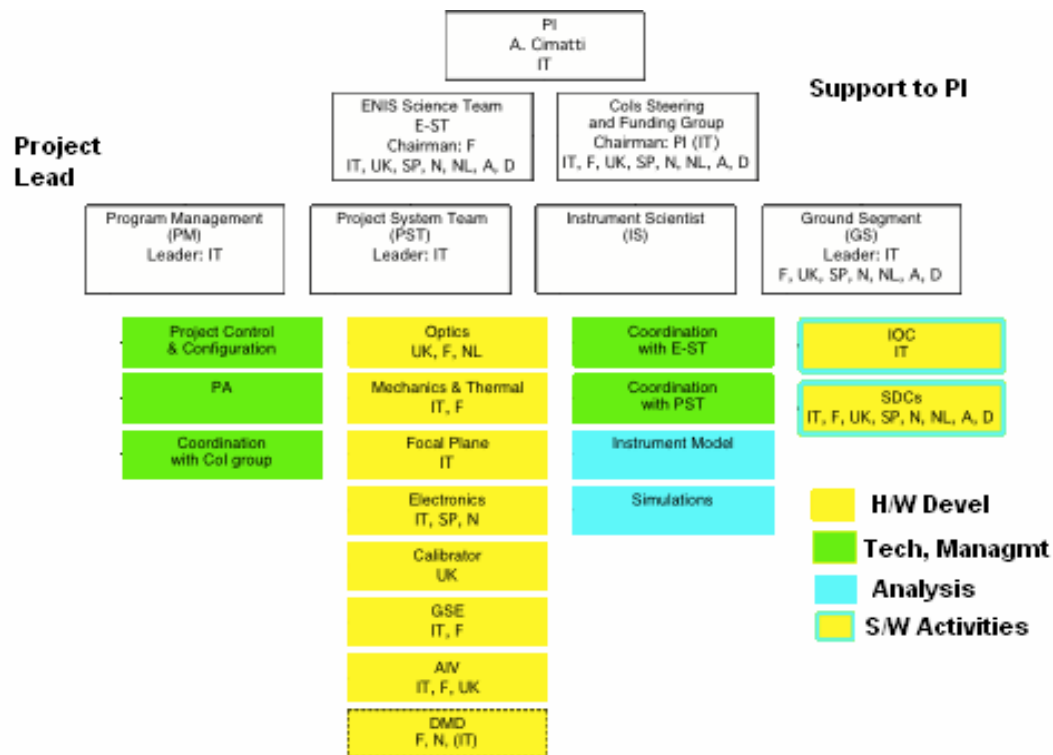 PI
A. Cimatti
IT
Support to PI
ENIS Science Team
E-ST
Chairman: F
IT, UK, SP, N, NL, A, D
CoIs Steering
and Funding Group
Chairman: PI (IT)
IT, F, UK, SP, N, NL, A, D
Project
Lead
Program Management
(PM)
Leader: IT
Project System Team
(PST)
Leader: IT
Instrument Scientist
(IS)
Ground Segment
(GS)
Leader: IT
F, UK, SP, N, NL, A, D
Project Control
& Configuration
PA
Coordination
with CoI group
Optics
UK, F, NL
Mechanics & Thermal
IT, F
Focal Plane
IT
Electronics
IT, SP, N
Calibrator
UK
GSE
IT, F
AIV
IT, F, UK
DMD
F, N, (IT)
Coordination
with E-ST
Coordination
with PST
Instrument Model
Simulations
IOC
IT
SDCs
IT, F, UK, SP, N, NL, A, D
H/W Devel
Tech, Managmt
Analysis
S/W Activities